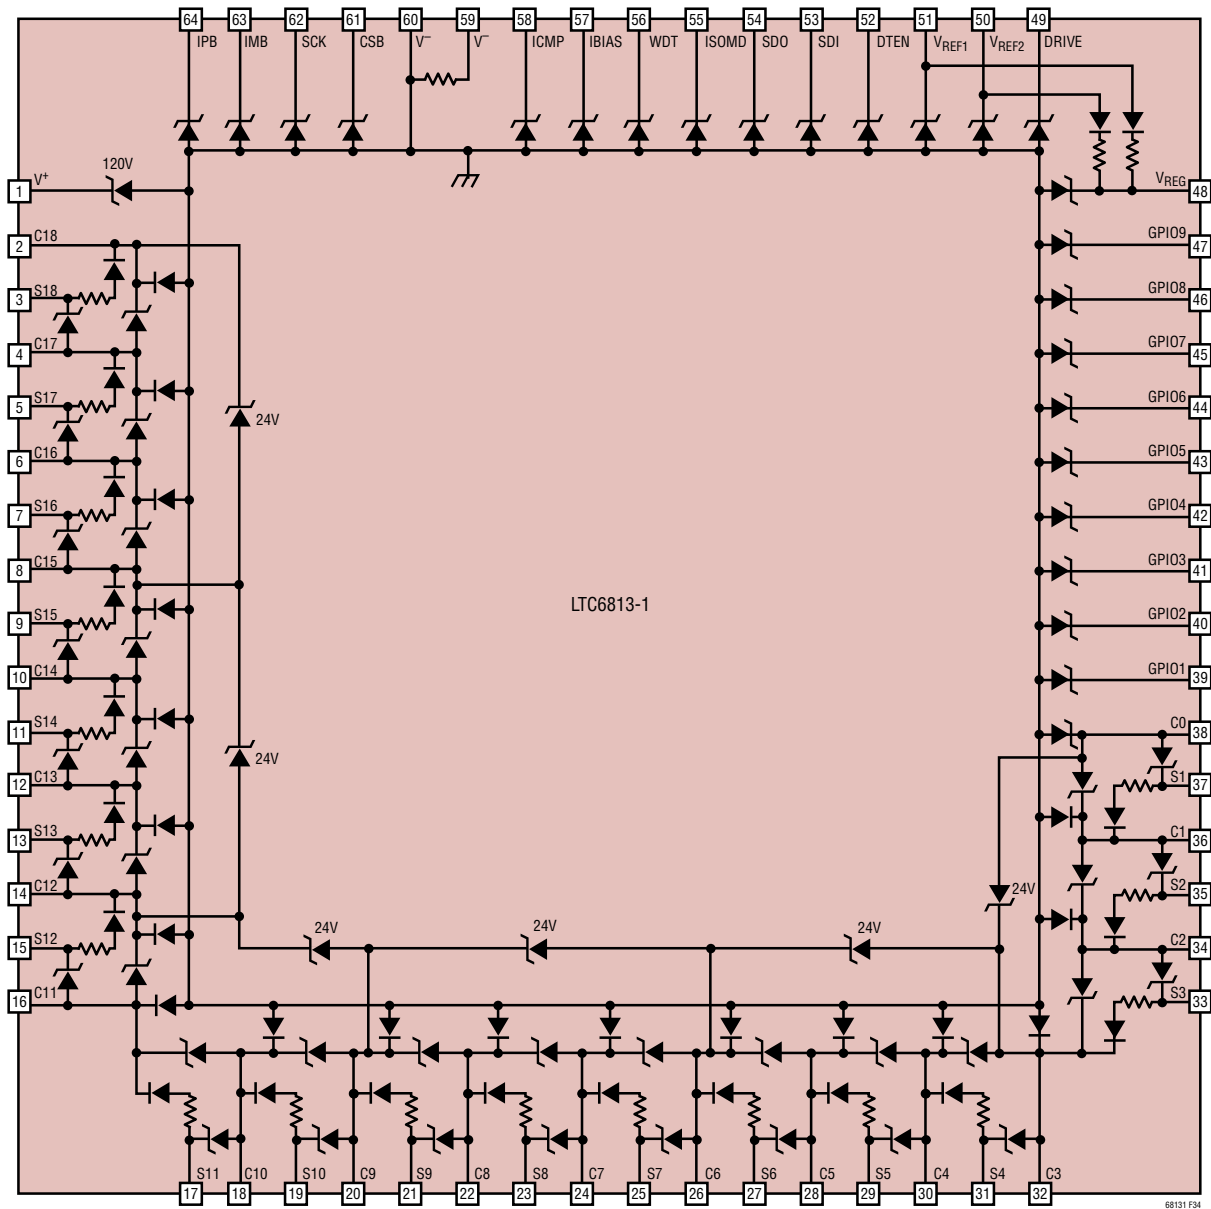 64 63 62 61 60 59 58 57 56 55 54 53 52 51 50 49
IPB IMB SCK CSB V– V– ICMP IBIAS WDT ISOMD SDO SDI DTEN VREF1 VREF2 DRIVE
120V
1 V+
VREG 48
2 C18
GPIO9 47
3 S18
GPIO8 46
4 C17
GPIO7 45
5 S17
24V
GPIO6 44
6 C16
GPIO5 43
7 S16
GPIO4 42
8 C15
GPIO3 41
LTC6813-1
9 S15
GPIO2 40
10 C14
GPIO1 39
11 S14
C0 38
24V
12 C13
S1 37
13 S13
C1 36
14 C12
24V
S2 35
24V 24V 24V
15 S12
C2 34
16 C11
S3 33
S11 C10 S10 C9 S9 C8 S8 C7 S7 C6 S6 C5 S5 C4 S4 C3
17 18 19 20 21 22 23 24 25 26 27 28 29 30 31 32
68131 F34